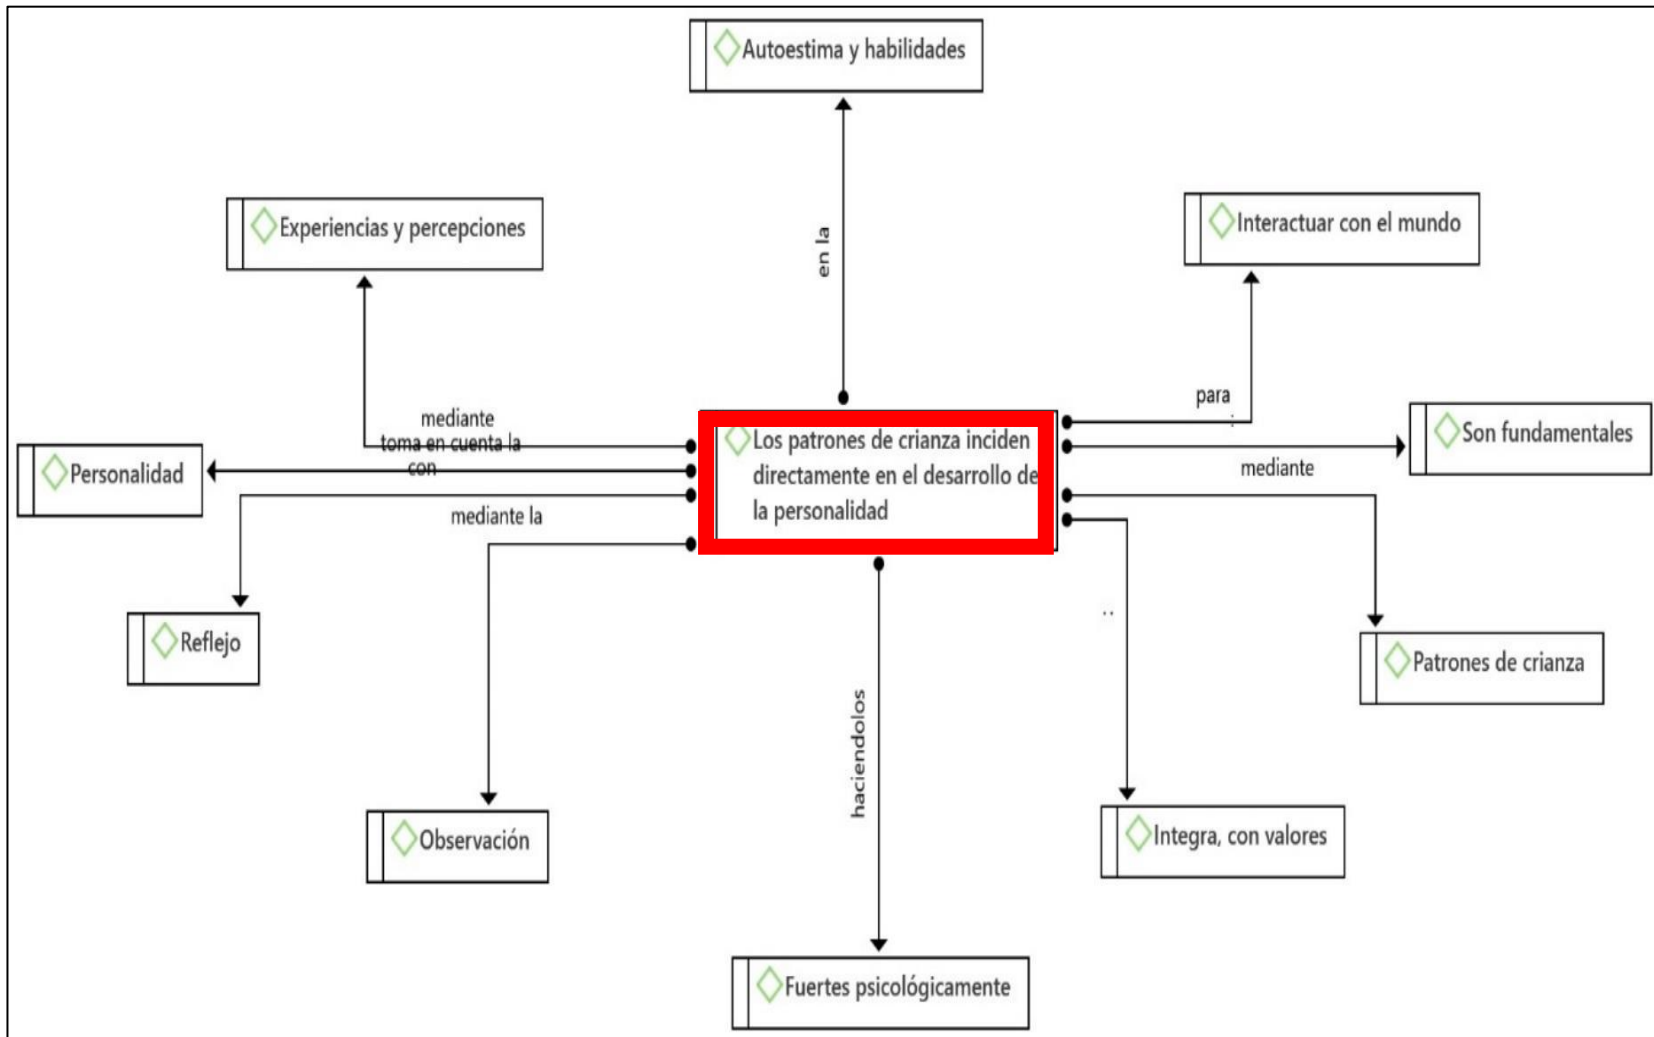 Autoestima y habilidades
Experiencias y percepciones
Interactuar con el mundo
en la
para
:
mediante
toma en cuenta la
con
Los patrones de crianza inciden
directamente en el desarrollo de
la personalidad
Son fundamentales
Personalidad
mediante
mediante la
Reflejo
..
Patrones de crianza
haciendolos
Observación
Integra, con valores
Fuertes psicológicamente